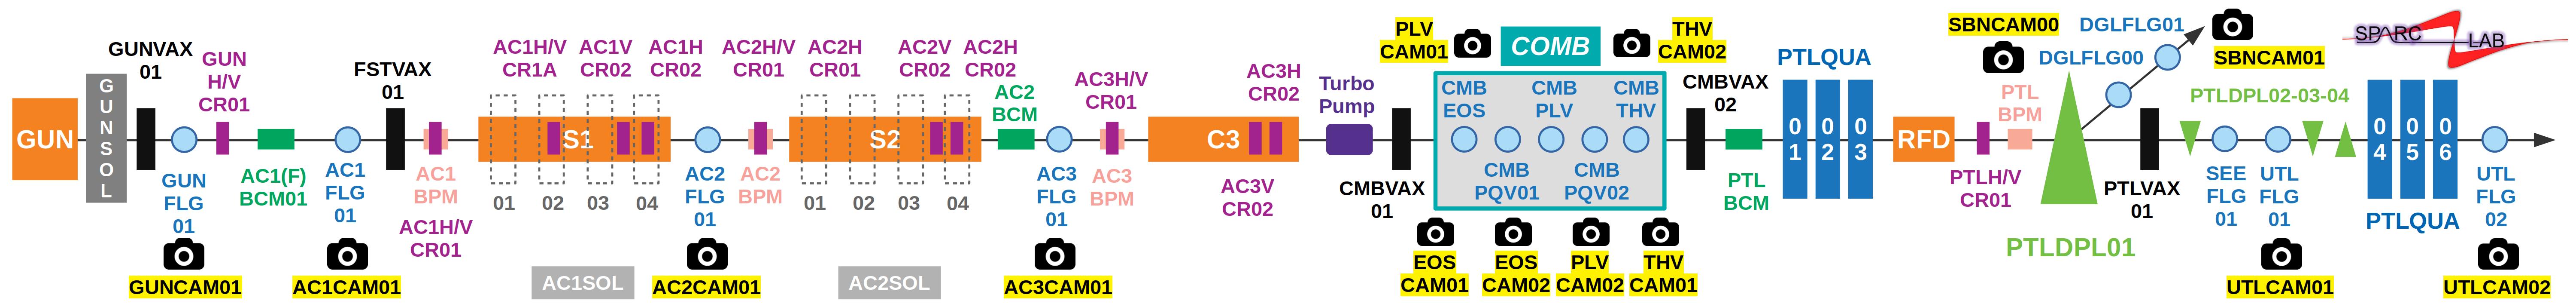 GUN
GUNSOL
GUNVAX
01
GUN
FLG
01
GUNCAM01
GUN
H/V
CR01
AC1(F)
BCM01
AC1
FLG
01
AC1CAM01
FSTVAX
01
AC1
BPM
AC1H/V
CR01
AC1H/V
CR1A
AC1V
CR02
AC1H
CR02
S1
01 02 03 04
AC1SOL
AC2
FLG
01
AC2CAM01
AC2H/V
CR01
AC2
BPM
AC2H
CR01
AC2V
CR02
AC2H
CR02
S2
01 02 03 04
AC2SOL
AC2
BCM
AC3
FLG
01
AC3CAM01
AC3H/V
CR01
AC3
BPM
C3
AC3H
CR02
AC3V
CR02
Turbo
Pump
CMBVAX
01
PLV
CAM01
COMB
THV
CAM02
CMB
EOS
CMB
PLV
CMB
THV
CMB
PQV01
CMB
PQV02
EOS
CAM01
EOS
CAM02
PLV
CAM02
THV
CAM01
CMBVAX
02
PTL
BCM
PTLQUA
01
02
03
RFD
PTLH/V
CR01
SBNCAM00
PTL
BPM
PTLDPL01
DGLFLG01
DGLFLG00
SBNCAM01
PTLVAX
01
PTLDPL02-03-04
SEE
FLG
01
UTL
FLG
01
UTLCAM01
SPARC
LAB
04
05
06
PTLQUA
UTL
FLG
02
UTLCAM02